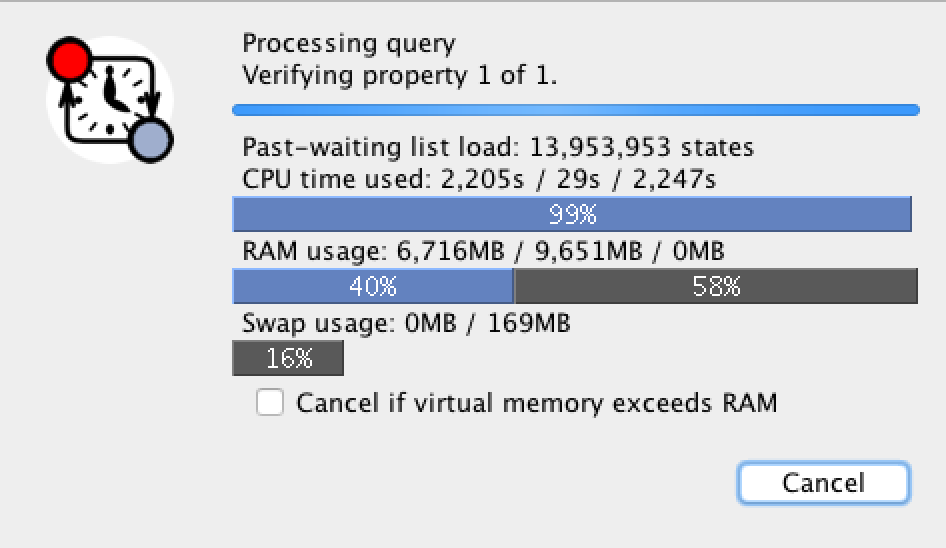 Processing query
Verifying property 1 of 1.
Past-waiting list load: 13,953,953 states
CPU time used: 2,205s / 29s / 2,247s
99%
RAM usage: 6,716MB / 9,651MB / 0MB
40% 58%
Swap usage: 0MB / 169MB
16%
Cancel if virtual memory exceeds RAM
Cancel